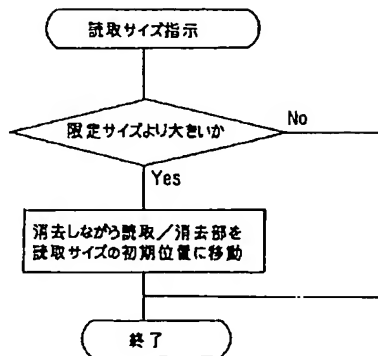 読取サイズ指示
限定サイズより大きいか
No
Yes
消去しながら読取／消去部を
読取サイズの初期位置に移動
終了